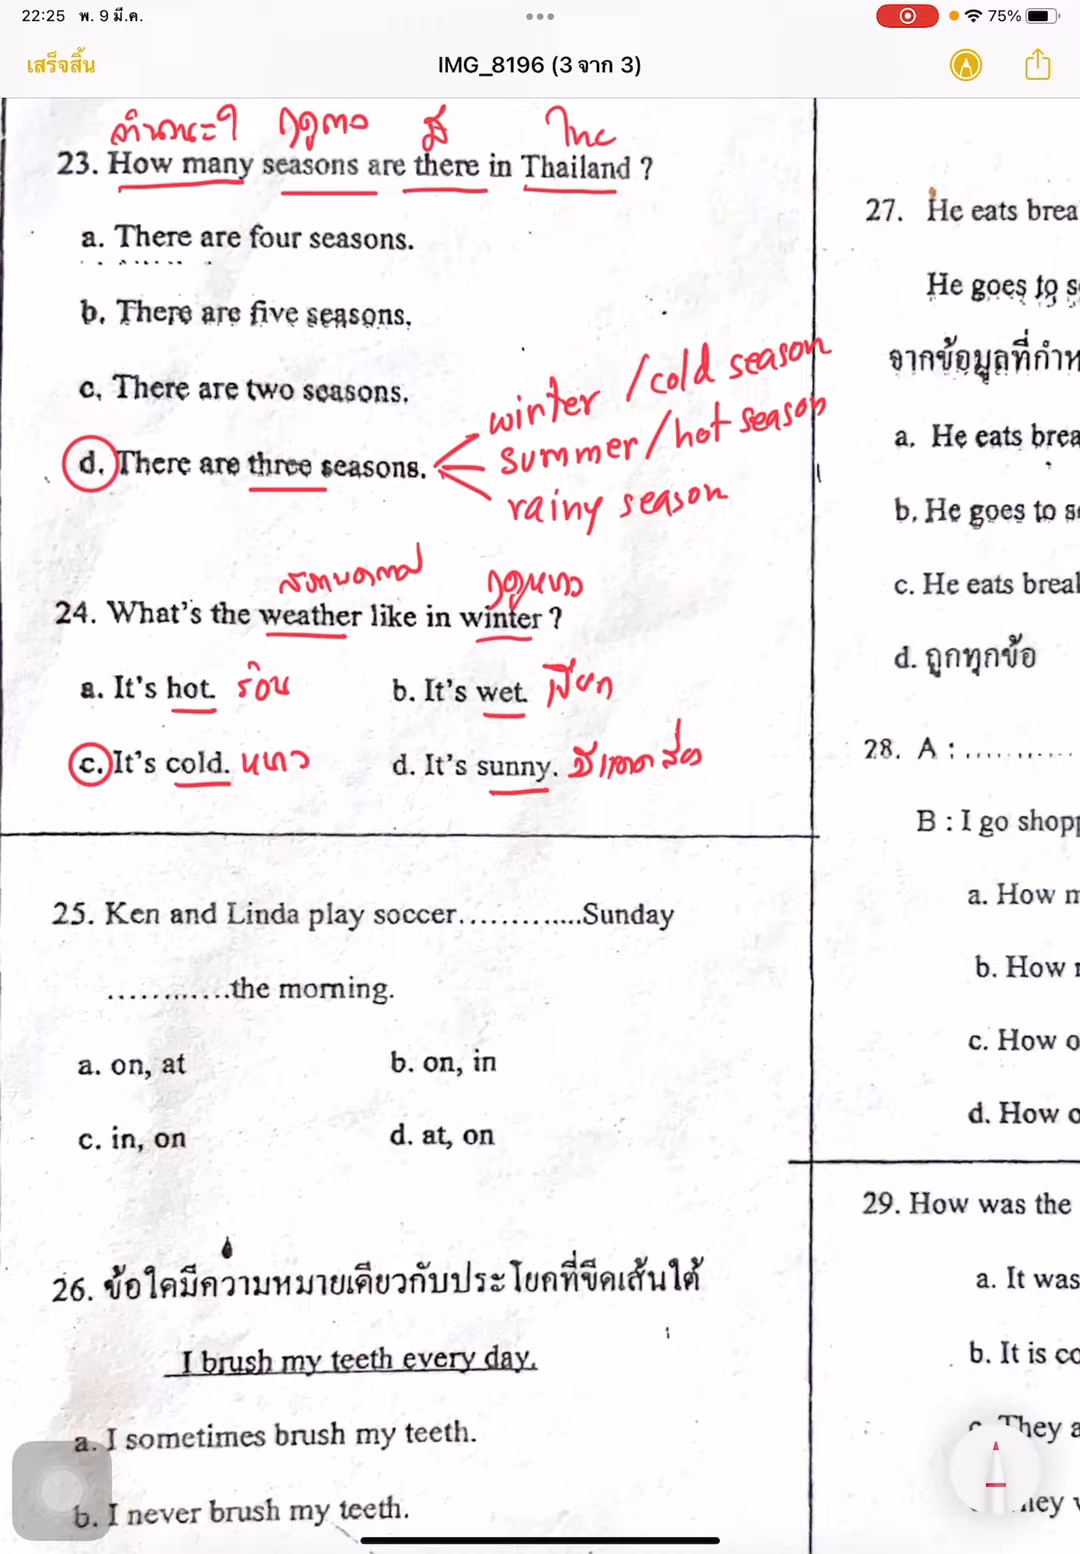 22:25 พ. 9 มี.ค.
75%
เสร็จสิ้น
IMG_8196 (3 จาก 3)
ฤดูกาล มี ไทย
23. How many seasons are there in Thailand ?
a. There are four seasons.
b. There are five seasons.
c. There are two seasons.
d. There are three seasons.
winter / cold season
summer / hot season
rainy season
สภาพอากาศ ฤดูหนาว
24. What's the weather like in winter ?
a. It's hot. ร้อน
b. It's wet. เปียก
c. It's cold. หนาว
d. It's sunny. มีแดดส่อง
25. Ken and Linda play soccer.............Sunday
............the morning.
a. on, at
b. on, in
c. in, on
d. at, on
26. ข้อใดมีความหมายเดียวกับประโยคที่ขีดเส้นใต้
I brush my teeth every day.
a. I sometimes brush my teeth.
b. I never brush my teeth.
27. He eats brea
He goes to s
จากข้อมูลที่กำห
a. He eats brea
b. He goes to s
c. He eats breal
d. ถูกทุกข้อ
28. A : ..........
B : I go shop
a. How m
b. How
c. How o
d. How o
29. How was the
a. It was
b. It is co
They a